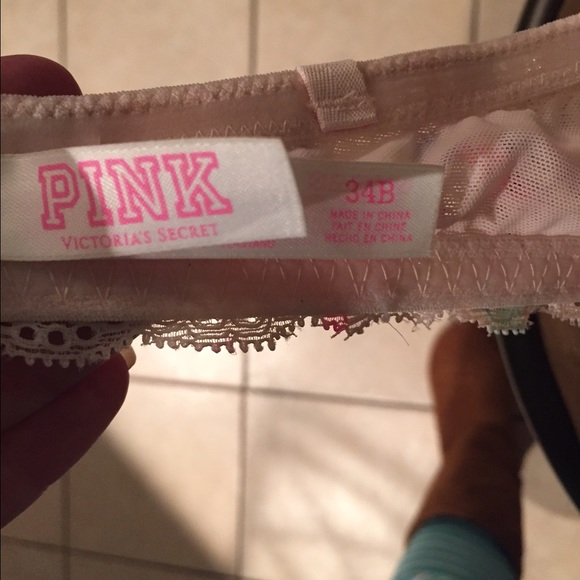 PINK
VICTORIA'S SECRET
34B
MADE IN CHINA
FAIT EN CHINE
HECHO EN CHINA